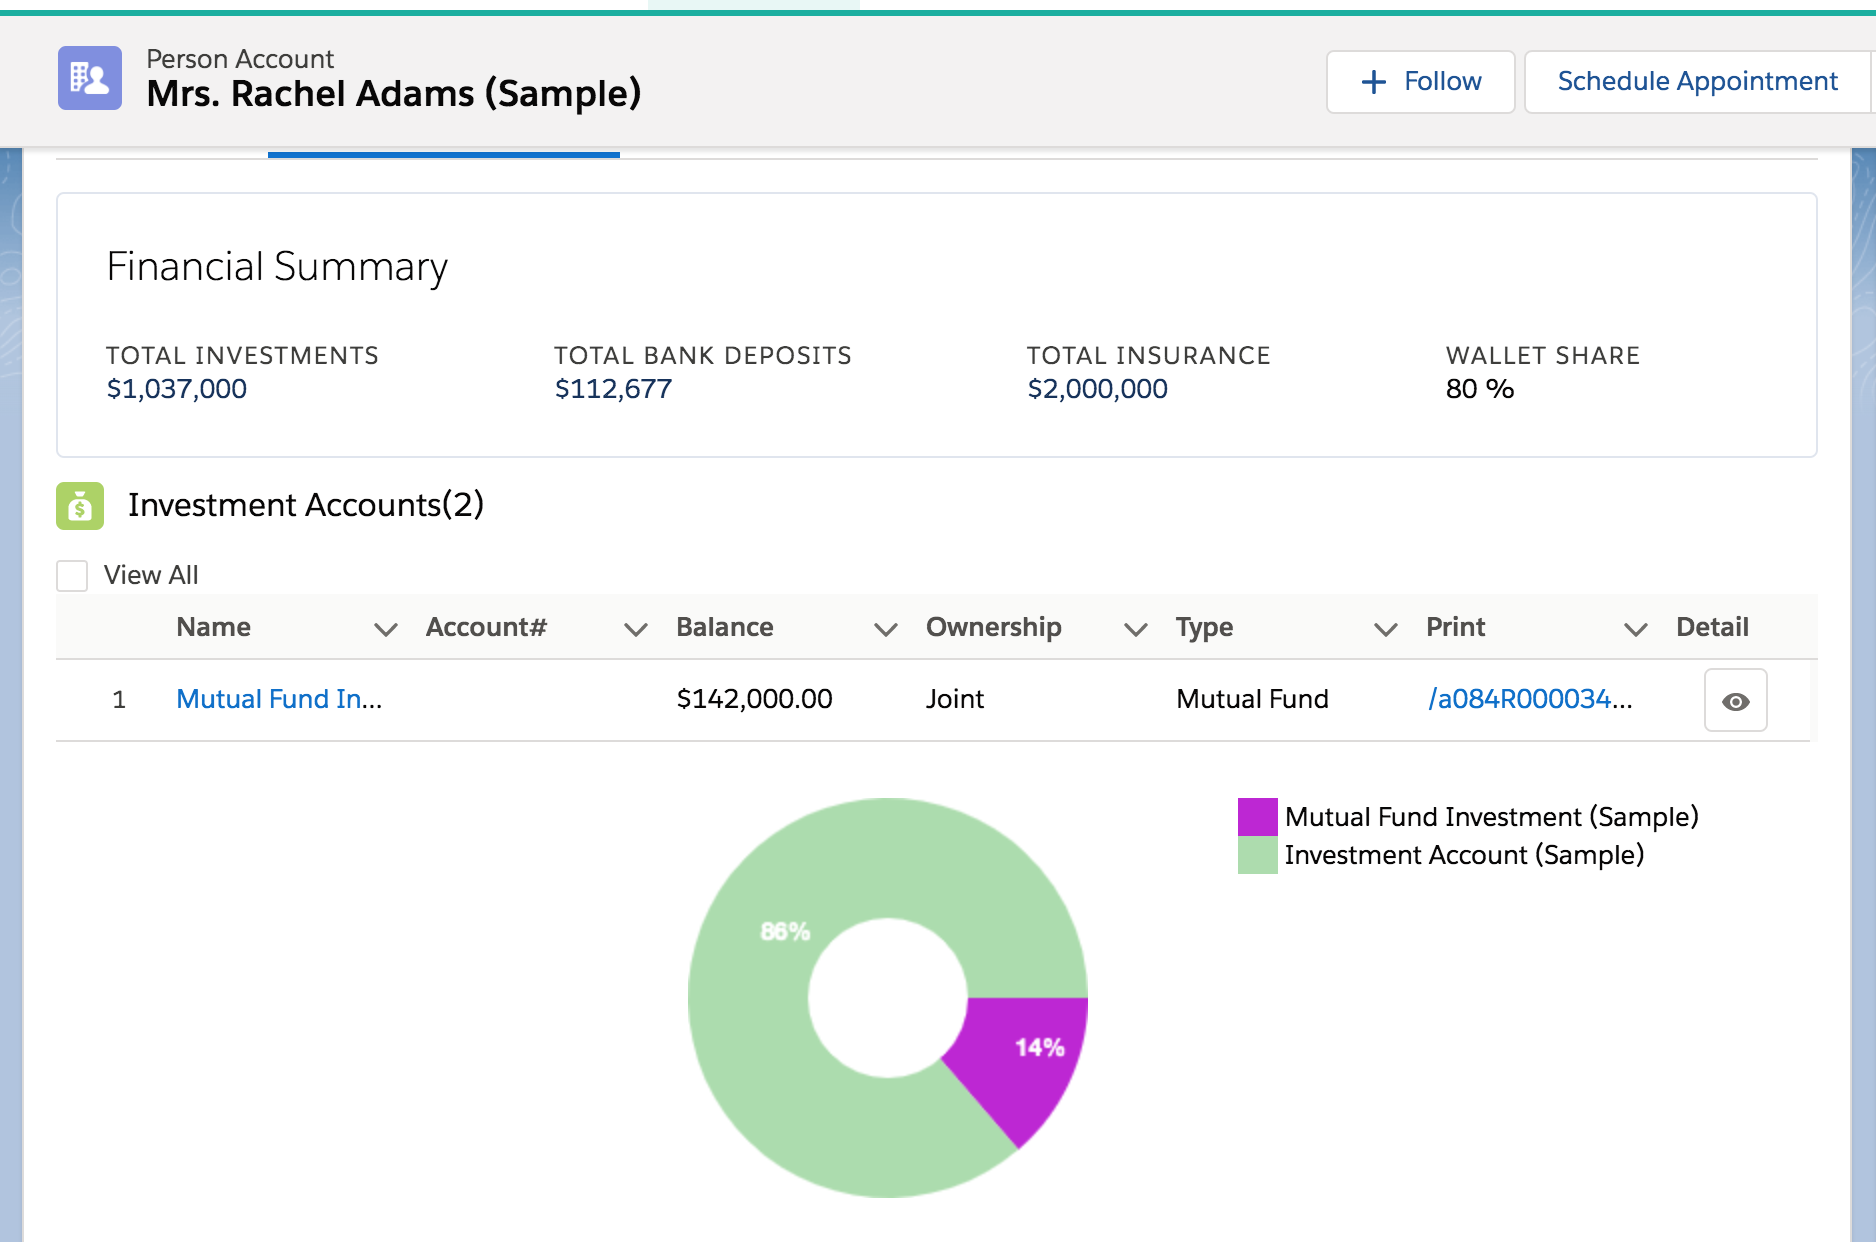 Person Account
Mrs. Rachel Adams (Sample)
Follow
Schedule Appointment
Financial Summary
TOTAL INVESTMENTS TOTAL BANK DEPOSITS TOTAL INSURANCE WALLET SHARE
$1,037,000 $112,677 $2,000,000 80 %
Investment Accounts(2)
View All
Name Account# Balance Ownership Type Print Detail
1 Mutual Fund In... $142,000.00 Joint Mutual Fund /a084R000034...
Mutual Fund Investment (Sample)
Investment Account (Sample)
86%
14%